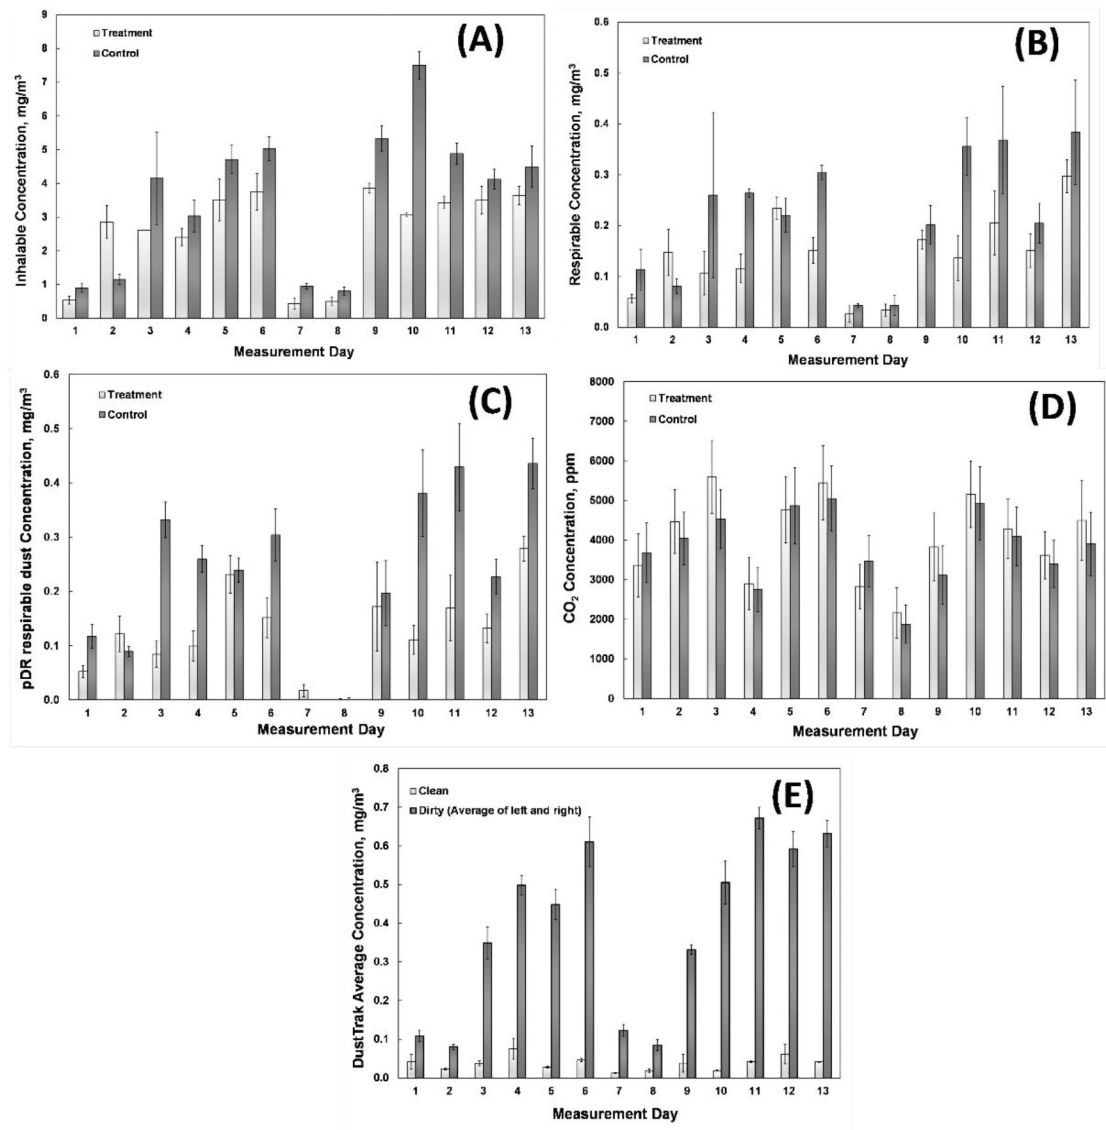 (A)
Treatment
Control
Inhalable Concentration, mg/m³
9
8
7
6
5
4
3
2
1
0
1 2 3 4 5 6 7 8 9 10 11 12 13
Measurement Day
(B)
Treatment
Control
Respirable Concentration, mg/m³
0.6
0.5
0.4
0.3
0.2
0.1
0.0
1 2 3 4 5 6 7 8 9 10 11 12 13
Measurement Day
(C)
Treatment
Control
pDR respirable dust Concentration, mg/m³
0.6
0.5
0.4
0.3
0.2
0.1
0.0
1 2 3 4 5 6 7 8 9 10 11 12 13
Measurement Day
(D)
Treatment
Control
CO₂ Concentration, ppm
8000
7000
6000
5000
4000
3000
2000
1000
0
1 2 3 4 5 6 7 8 9 10 11 12 13
Measurement Day
(E)
Clean
Dirty (Average of left and right)
DustTrak Average Concentration, mg/m³
0.8
0.7
0.6
0.5
0.4
0.3
0.2
0.1
0.0
1 2 3 4 5 6 7 8 9 10 11 12 13
Measurement Day